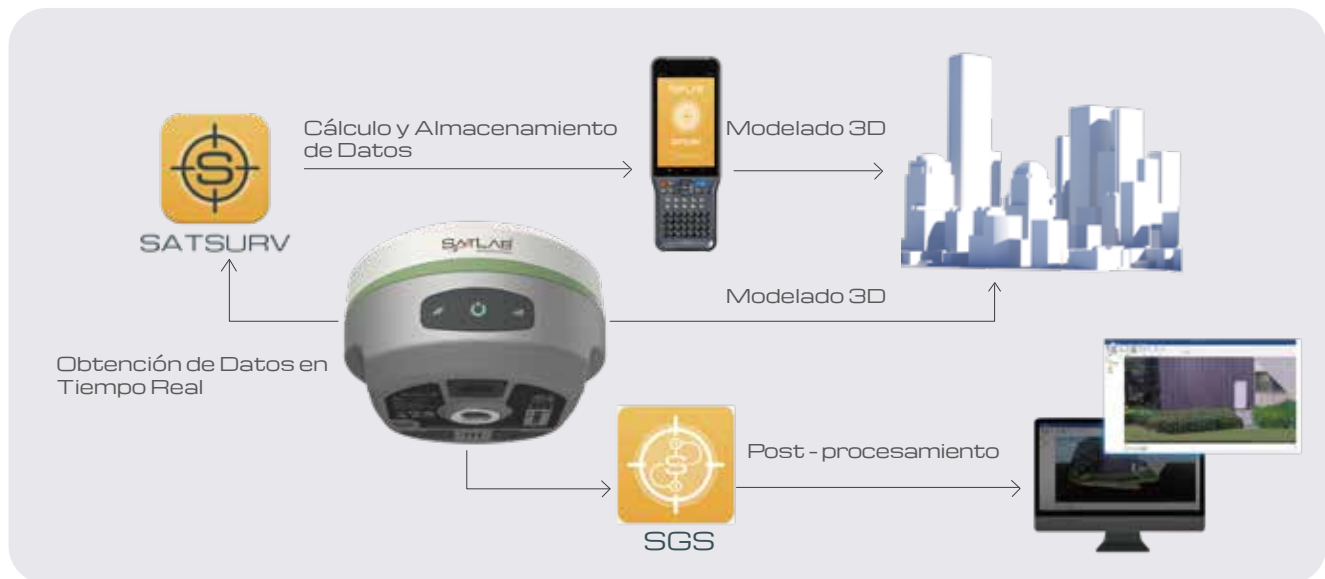 Cálculo y Almacenamiento
de Datos
Modelado 3D
S
SATSURV
SATLAB
Modelado 3D
Obtención de Datos en
Tiempo Real
S
Post - procesamiento
SGS